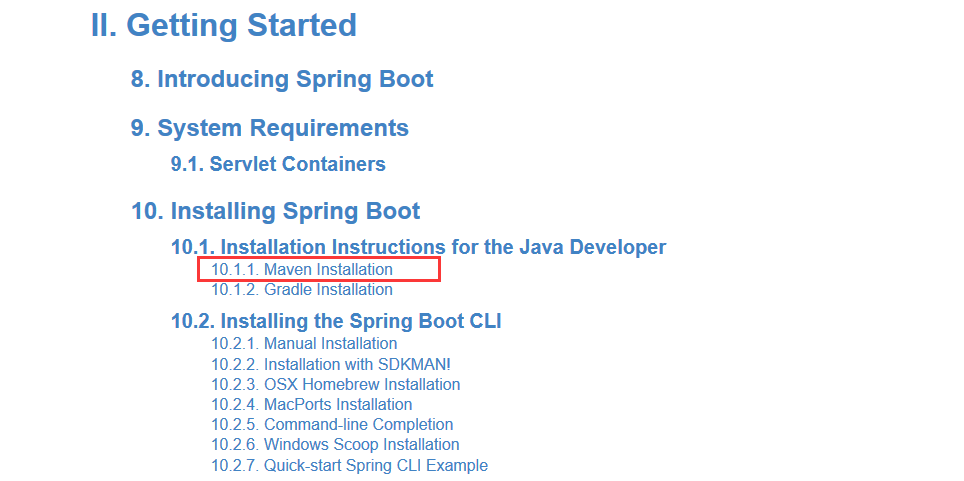 II. Getting Started
8. Introducing Spring Boot
9. System Requirements
9.1. Servlet Containers
10. Installing Spring Boot
10.1. Installation Instructions for the Java Developer
10.1.1. Maven Installation
10.1.2. Gradle Installation
10.2. Installing the Spring Boot CLI
10.2.1. Manual Installation
10.2.2. Installation with SDKMAN!
10.2.3. OSX Homebrew Installation
10.2.4. MacPorts Installation
10.2.5. Command-line Completion
10.2.6. Windows Scoop Installation
10.2.7. Quick-start Spring CLI Example